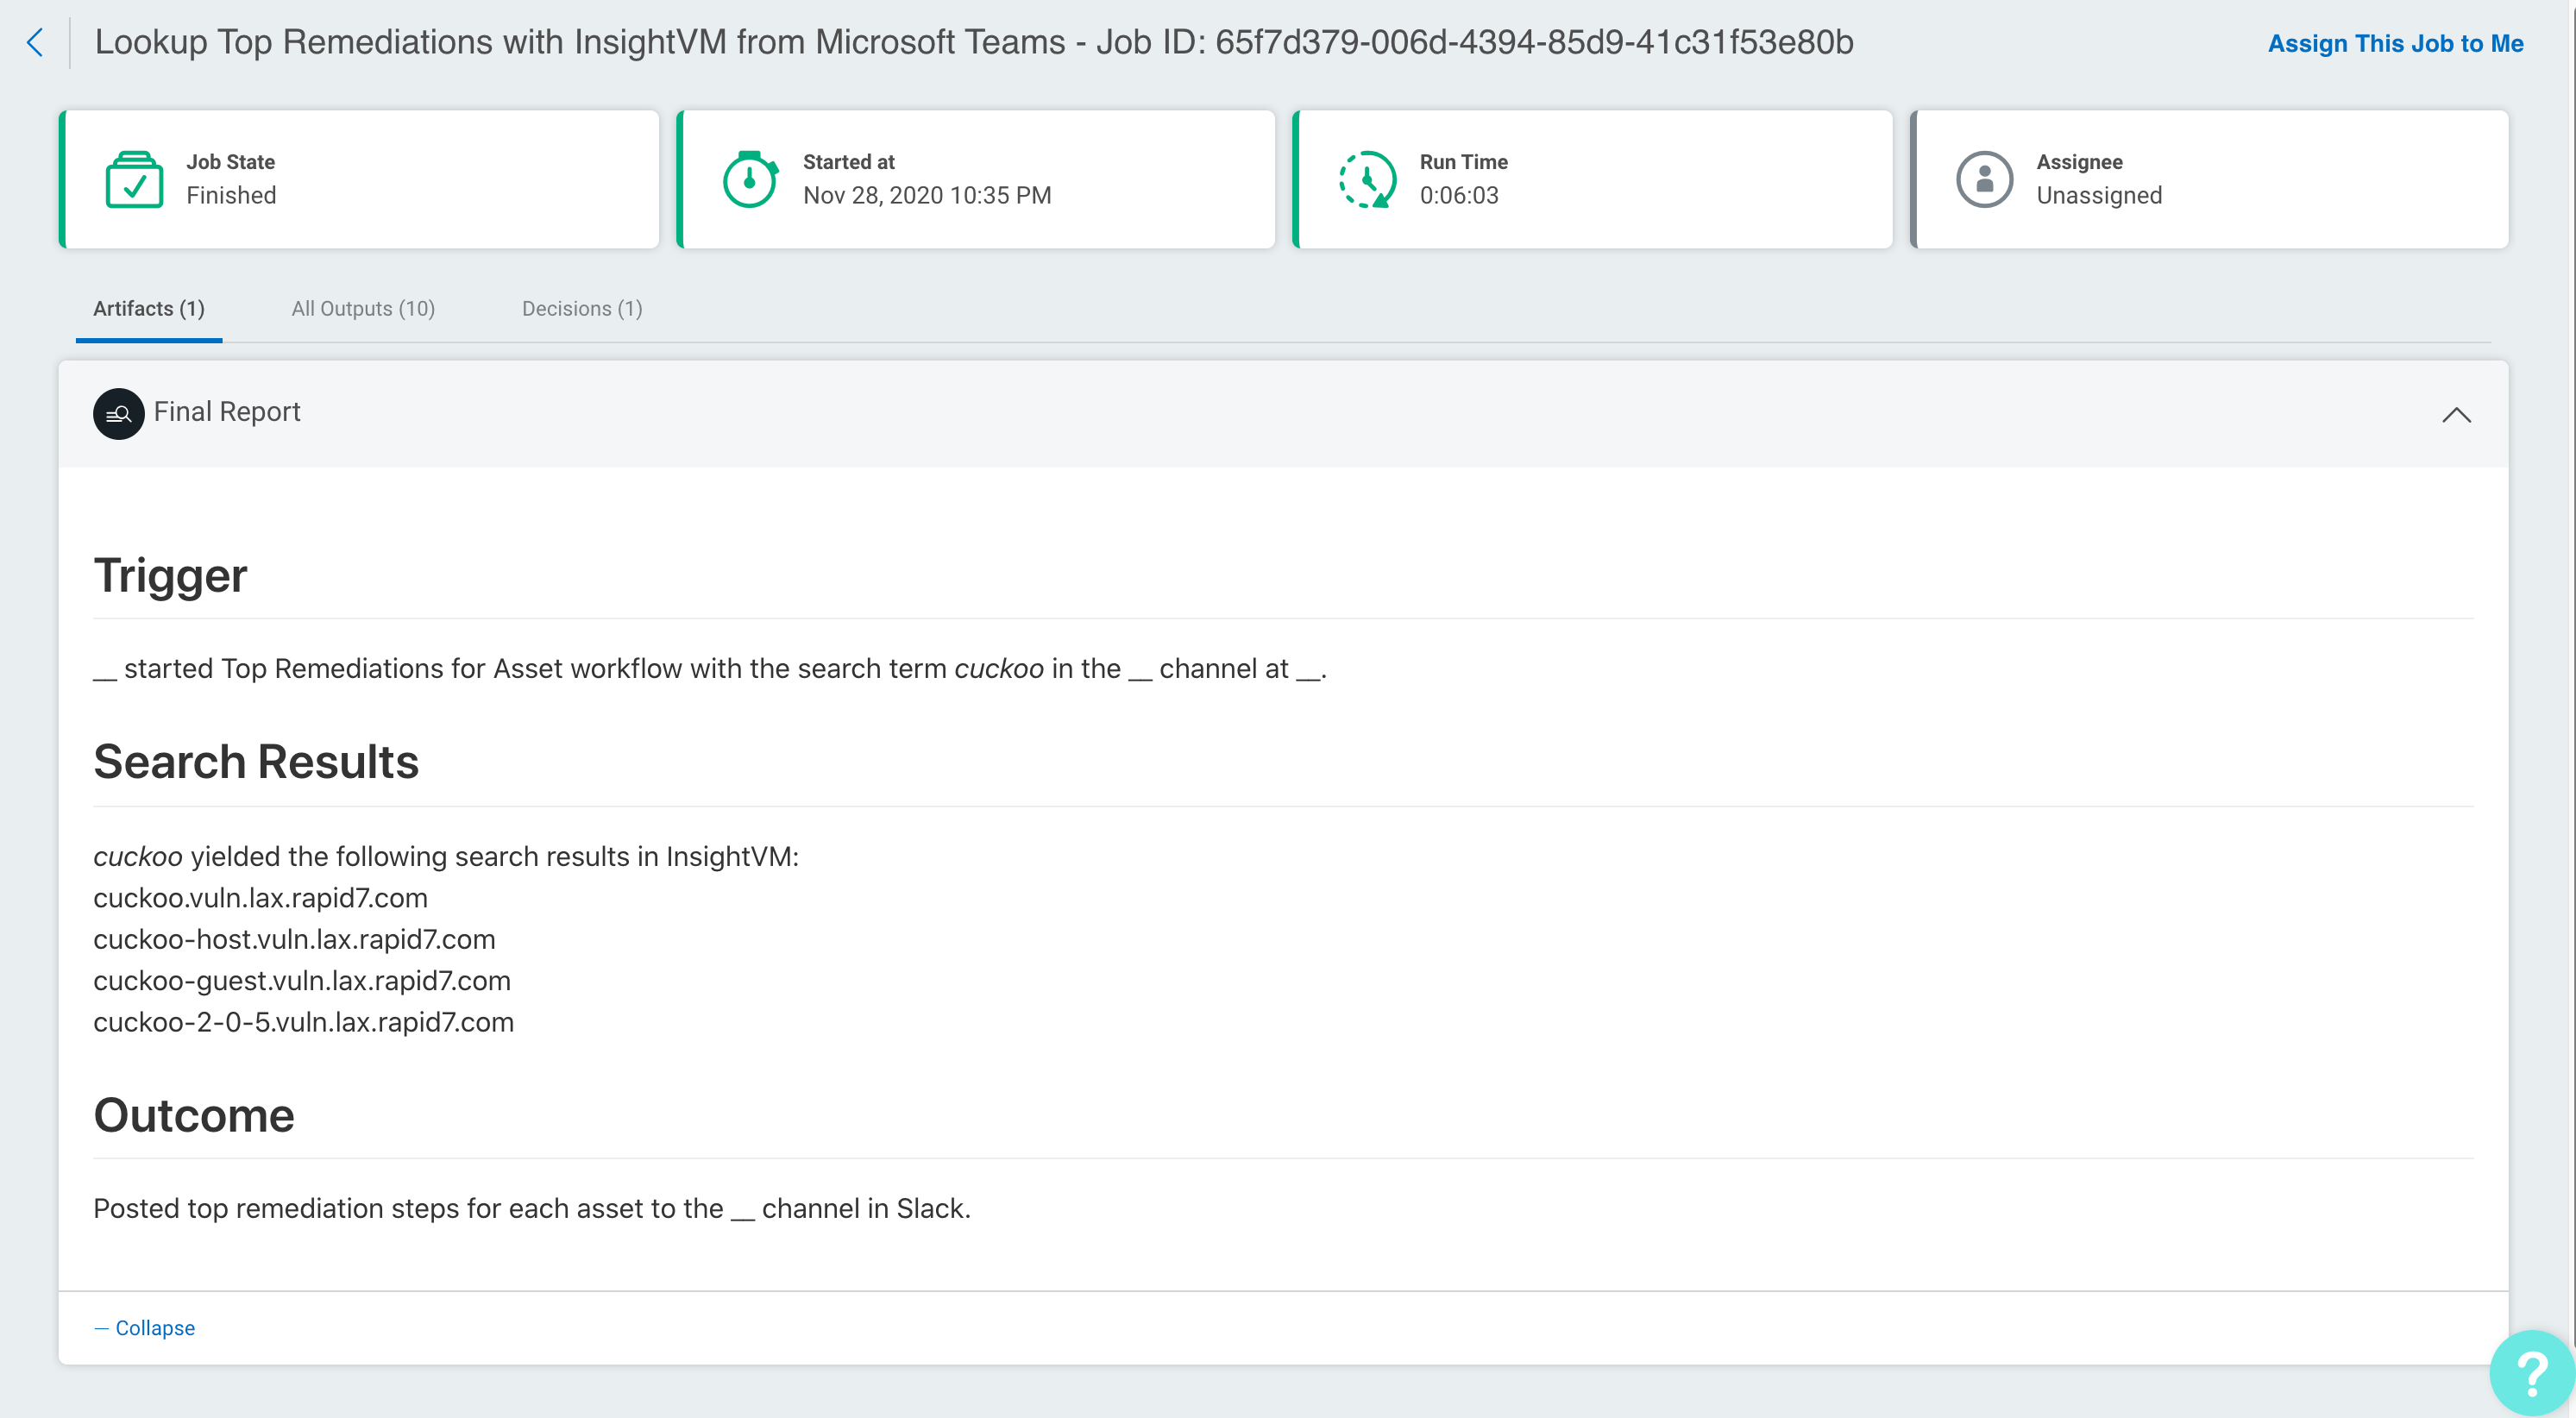 Lookup Top Remediations with InsightVM from Microsoft Teams - Job ID: 65f7d379-006d-4394-85d9-41c31f53e80b
Assign This Job to Me
Job State
Finished
Started at
Nov 28, 2020 10:35 PM
Run Time
0:06:03
Assignee
Unassigned
Artifacts (1)
All Outputs (10)
Decisions (1)
Final Report
Trigger
__ started Top Remediations for Asset workflow with the search term cuckoo in the __ channel at __.
Search Results
cuckoo yielded the following search results in InsightVM:
cuckoo.vuln.lax.rapid7.com
cuckoo-host.vuln.lax.rapid7.com
cuckoo-guest.vuln.lax.rapid7.com
cuckoo-2-0-5.vuln.lax.rapid7.com
Outcome
Posted top remediation steps for each asset to the __ channel in Slack.
— Collapse
?